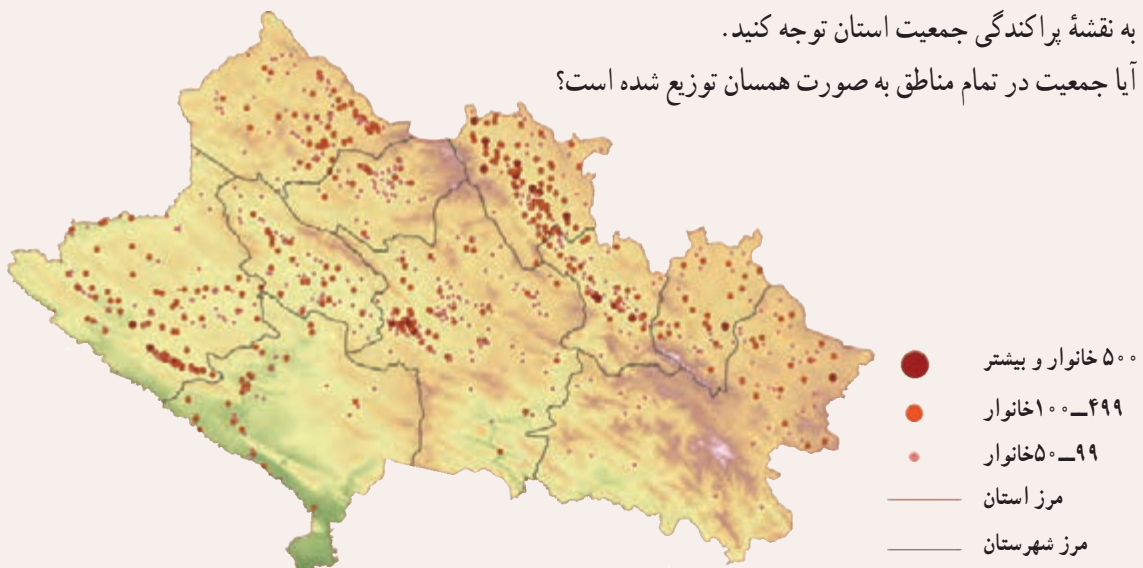 به نقشهٔ پراکندگی جمعیت استان توجه کنید.
آیا جمعیت در تمام مناطق به صورت همسان توزیع شده است؟
۵۰۰ خانوار و بیشتر
۴۹۹ــ۱۰۰خانوار
۹۹ــ۵۰خانوار
مرز استان
مرز شهرستان